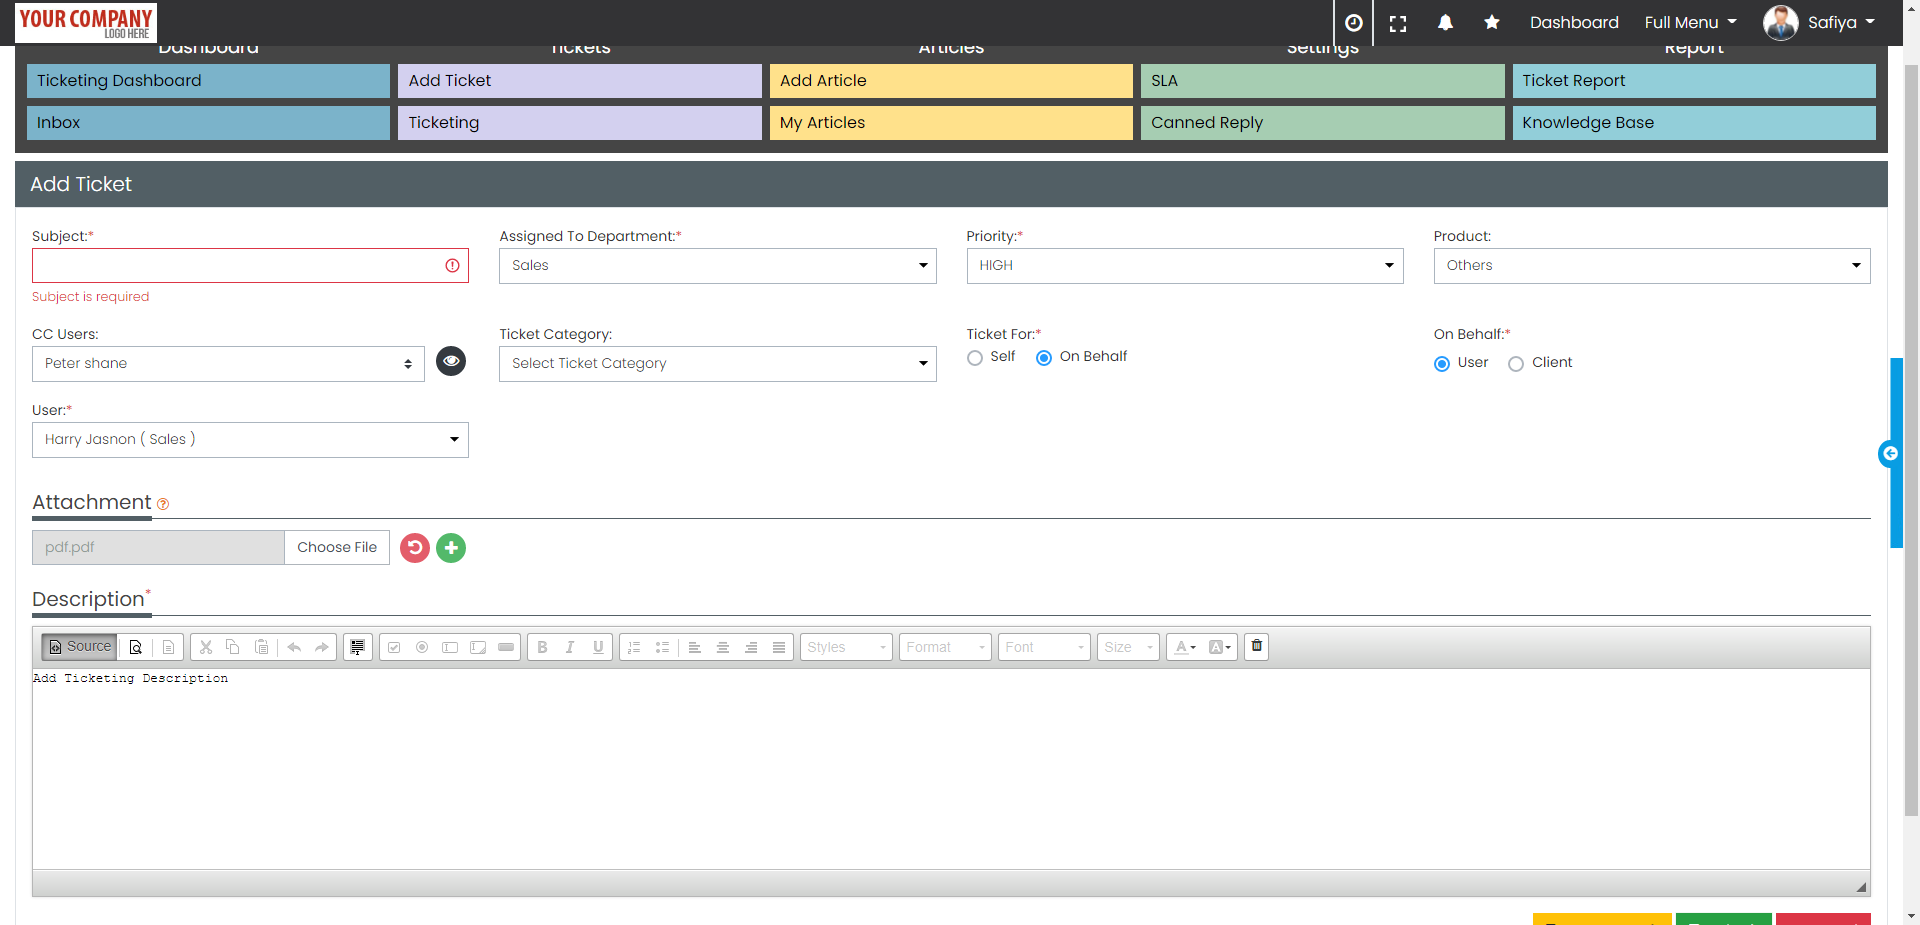 YOUR COMPANY
LOGO HERE
Dashboard
Full Menu
Safiya
Dashboard
Tickets
Articles
Settings
Report
Ticketing Dashboard
Add Ticket
Add Article
SLA
Ticket Report
Inbox
Ticketing
My Articles
Canned Reply
Knowledge Base
Add Ticket
Subject:*
Assigned To Department:*
Priority:*
Product:
Sales
HIGH
Others
Subject is required
CC Users:
Ticket Category:
Ticket For:*
On Behalf:*
Peter shane
Select Ticket Category
Self
On Behalf
User
Client
User:*
Harry Jasnon ( Sales )
Attachment
pdf.pdf
Choose File
Description*
Source
B I U
Styles
Format
Font
Size
A
A
Add Ticketing Description